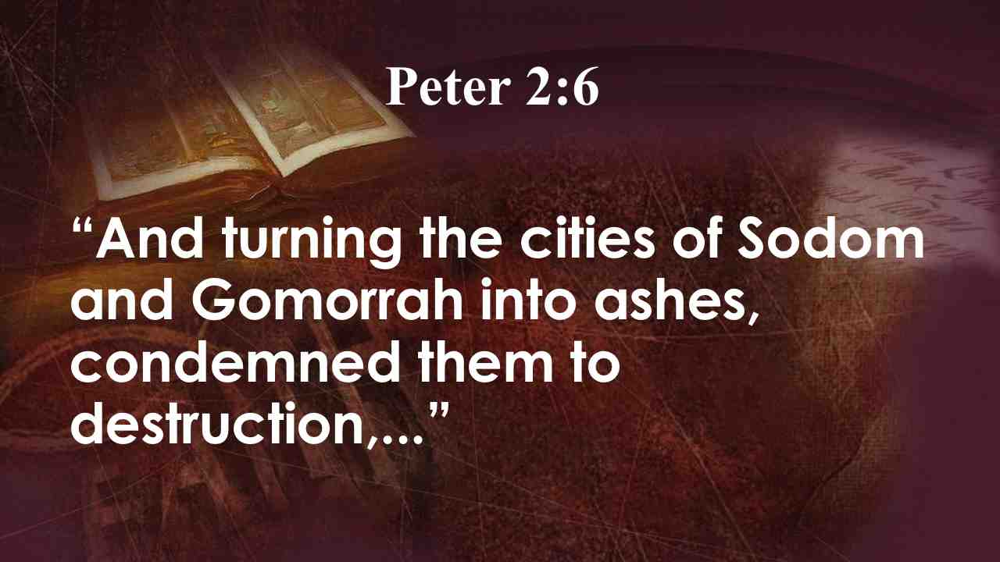 Peter 2:6
“And turning the cities of Sodom
and Gomorrah into ashes,
condemned them to
destruction,...”